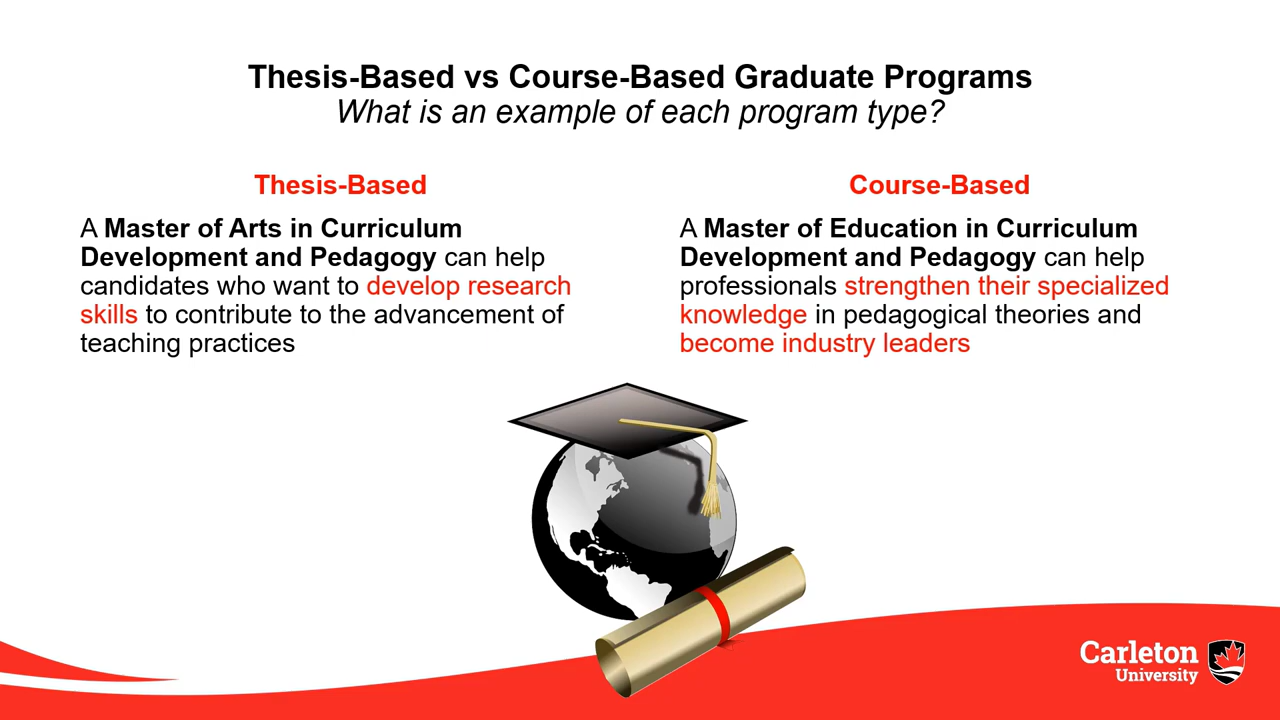 Thesis-Based vs Course-Based Graduate Programs
What is an example of each program type?
Thesis-Based
A Master of Arts in Curriculum
Development and Pedagogy can help
candidates who want to develop research
skills to contribute to the advancement of
teaching practices
Course-Based
A Master of Education in Curriculum
Development and Pedagogy can help
professionals strengthen their specialized
knowledge in pedagogical theories and
become industry leaders
Carleton
University